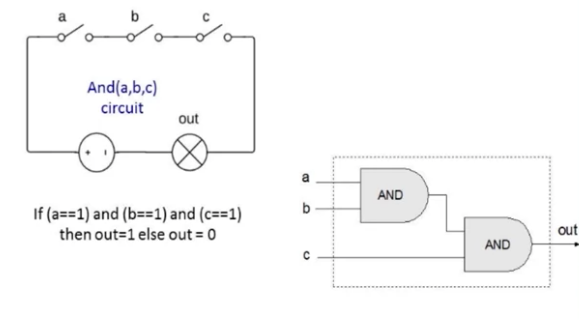 a b c
And(a,b,c)
circuit
out
If (a==1) and (b==1) and (c==1)
then out=1 else out = 0
a
AND
b
AND
out
c